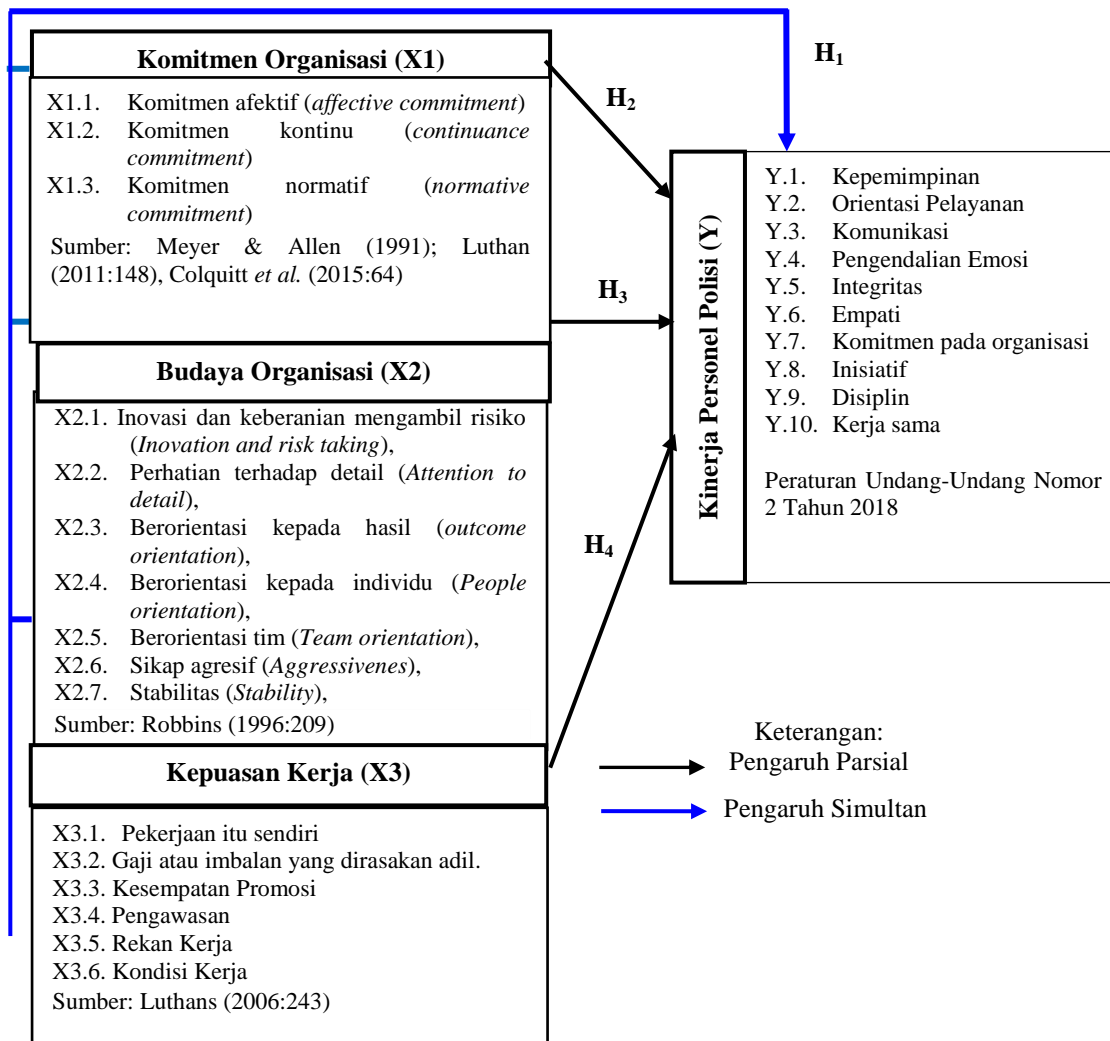 H1
Komitmen Organisasi (X1)
X1.1. Komitmen afektif (affective commitment)
X1.2. Komitmen kontinu (continuance
commitment)
X1.3. Komitmen normatif (normative
commitment)
Sumber: Meyer & Allen (1991); Luthan
(2011:148), Colquitt et al. (2015:64)
H2
H3
Budaya Organisasi (X2)
X2.1. Inovasi dan keberanian mengambil risiko
(Inovation and risk taking),
X2.2. Perhatian terhadap detail (Attention to
detail),
X2.3. Berorientasi kepada hasil (outcome
orientation),
X2.4. Berorientasi kepada individu (People
orientation),
X2.5. Berorientasi tim (Team orientation),
X2.6. Sikap agresif (Aggressivenes),
X2.7. Stabilitas (Stability),
Sumber: Robbins (1996:209)
H4
Kepuasan Kerja (X3)
X3.1. Pekerjaan itu sendiri
X3.2. Gaji atau imbalan yang dirasakan adil.
X3.3. Kesempatan Promosi
X3.4. Pengawasan
X3.5. Rekan Kerja
X3.6. Kondisi Kerja
Sumber: Luthans (2006:243)
Kinerja Personel Polisi (Y)
Y.1. Kepemimpinan
Y.2. Orientasi Pelayanan
Y.3. Komunikasi
Y.4. Pengendalian Emosi
Y.5. Integritas
Y.6. Empati
Y.7. Komitmen pada organisasi
Y.8. Inisiatif
Y.9. Disiplin
Y.10. Kerja sama
Peraturan Undang-Undang Nomor
2 Tahun 2018
Keterangan:
Pengaruh Parsial
Pengaruh Simultan